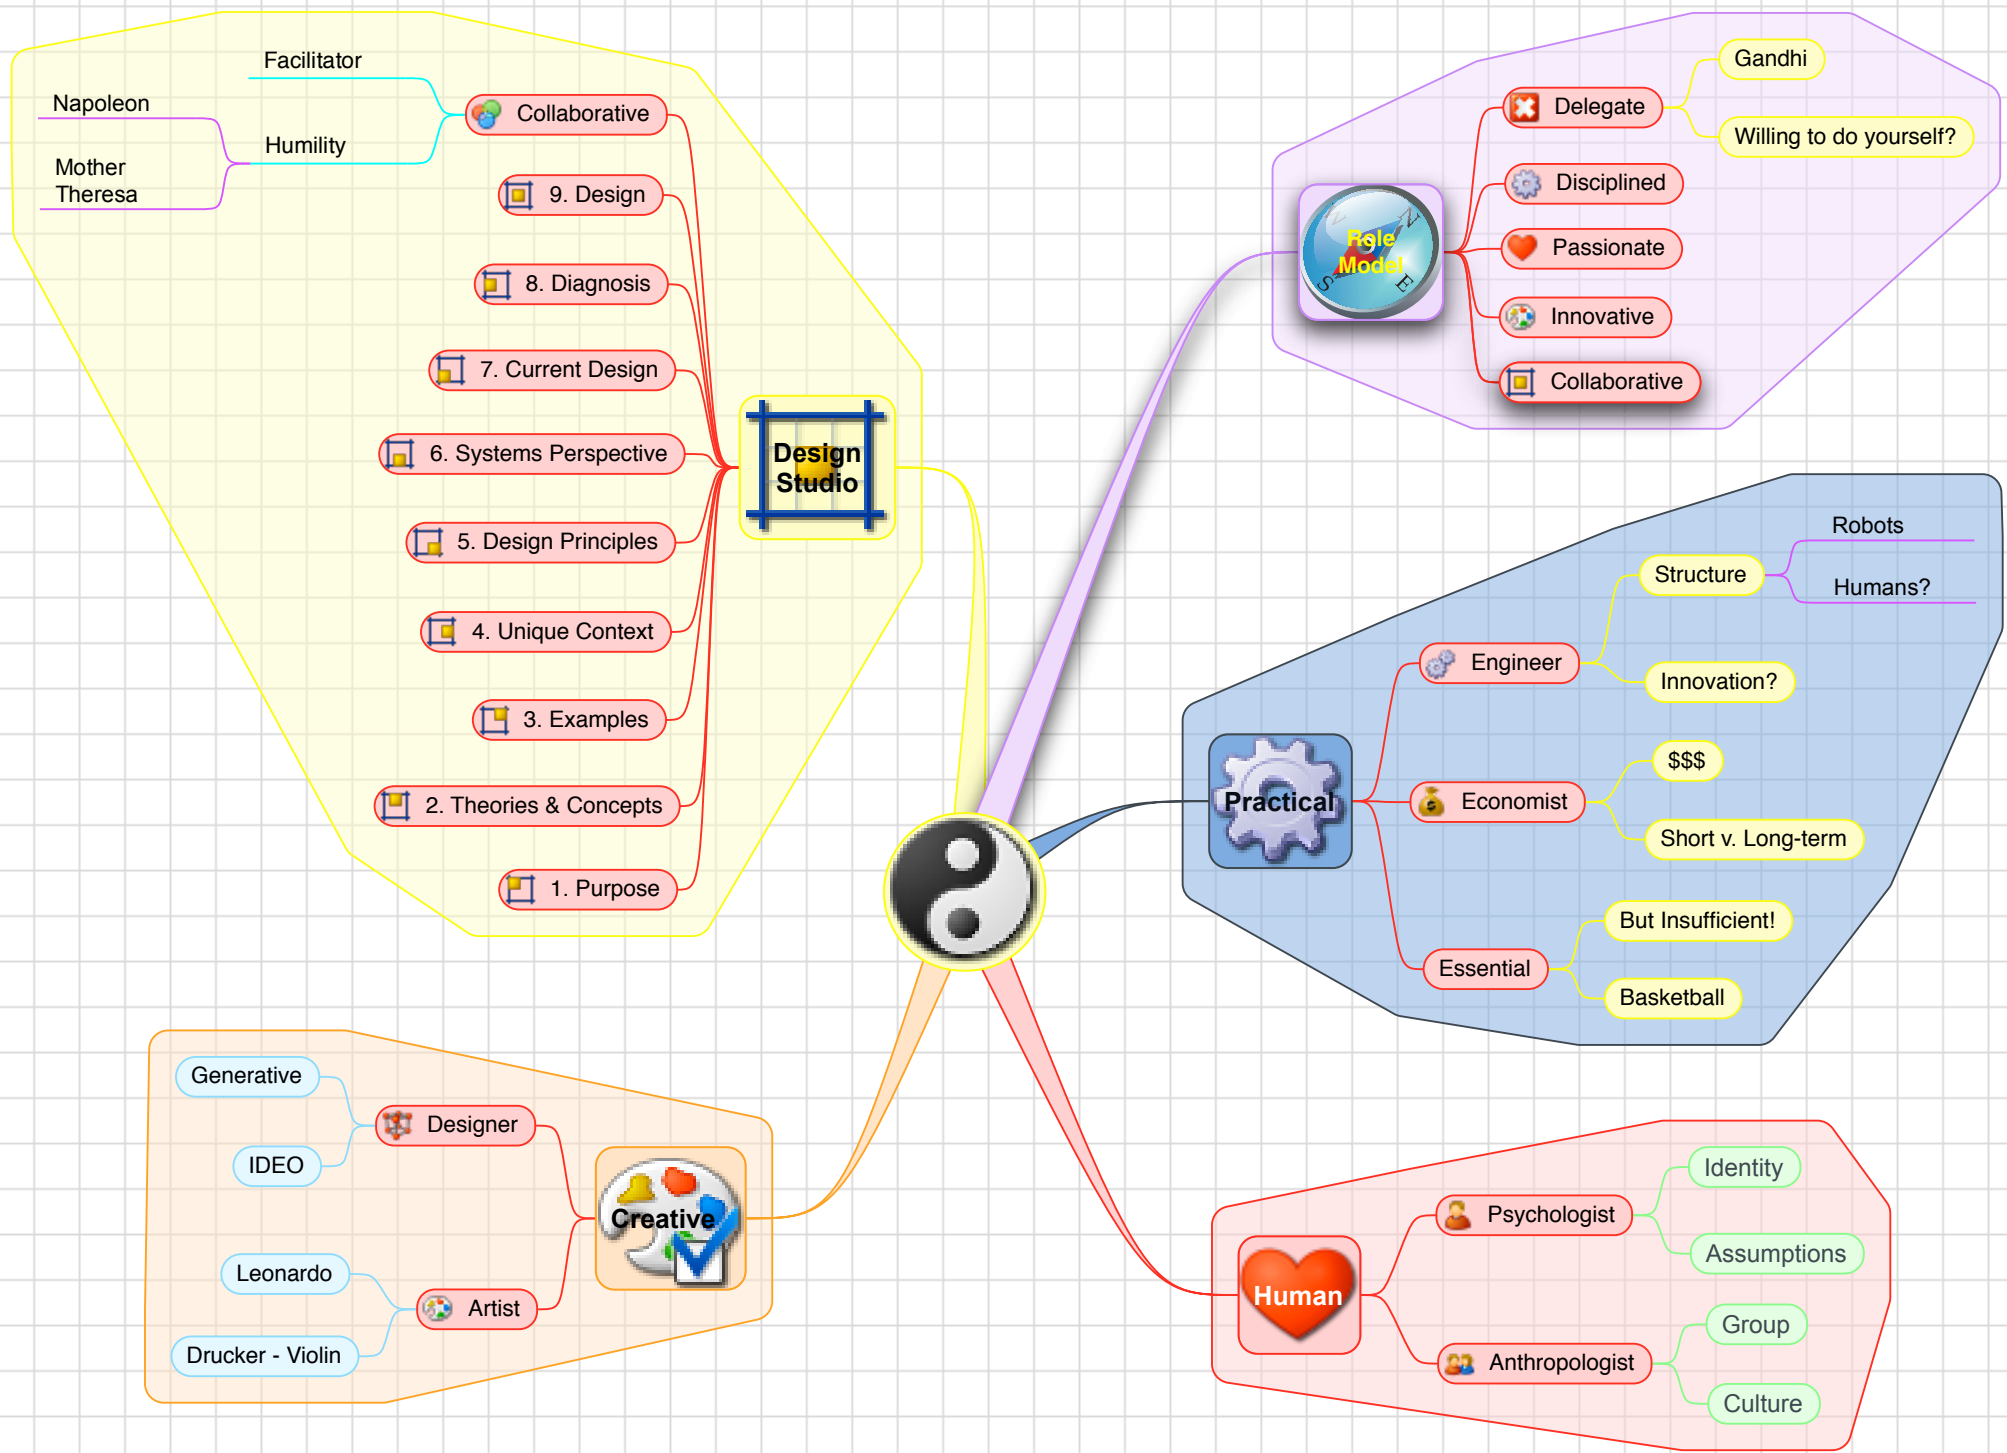 Facilitator
Napoleon
Humility
Mother
Theresa
Collaborative
9. Design
8. Diagnosis
7. Current Design
6. Systems Perspective
5. Design Principles
4. Unique Context
3. Examples
2. Theories & Concepts
1. Purpose
Design
Studio
Role
Model
N
E
S
Delegate
Gandhi
Willing to do yourself?
Disciplined
Passionate
Innovative
Collaborative
Practical
Engineer
Structure
Robots
Humans?
Innovation?
Economist
$$$
Short v. Long-term
Essential
But Insufficient!
Basketball
Creative
Designer
Generative
IDEO
Artist
Leonardo
Drucker - Violin
Human
Psychologist
Identity
Assumptions
Anthropologist
Group
Culture